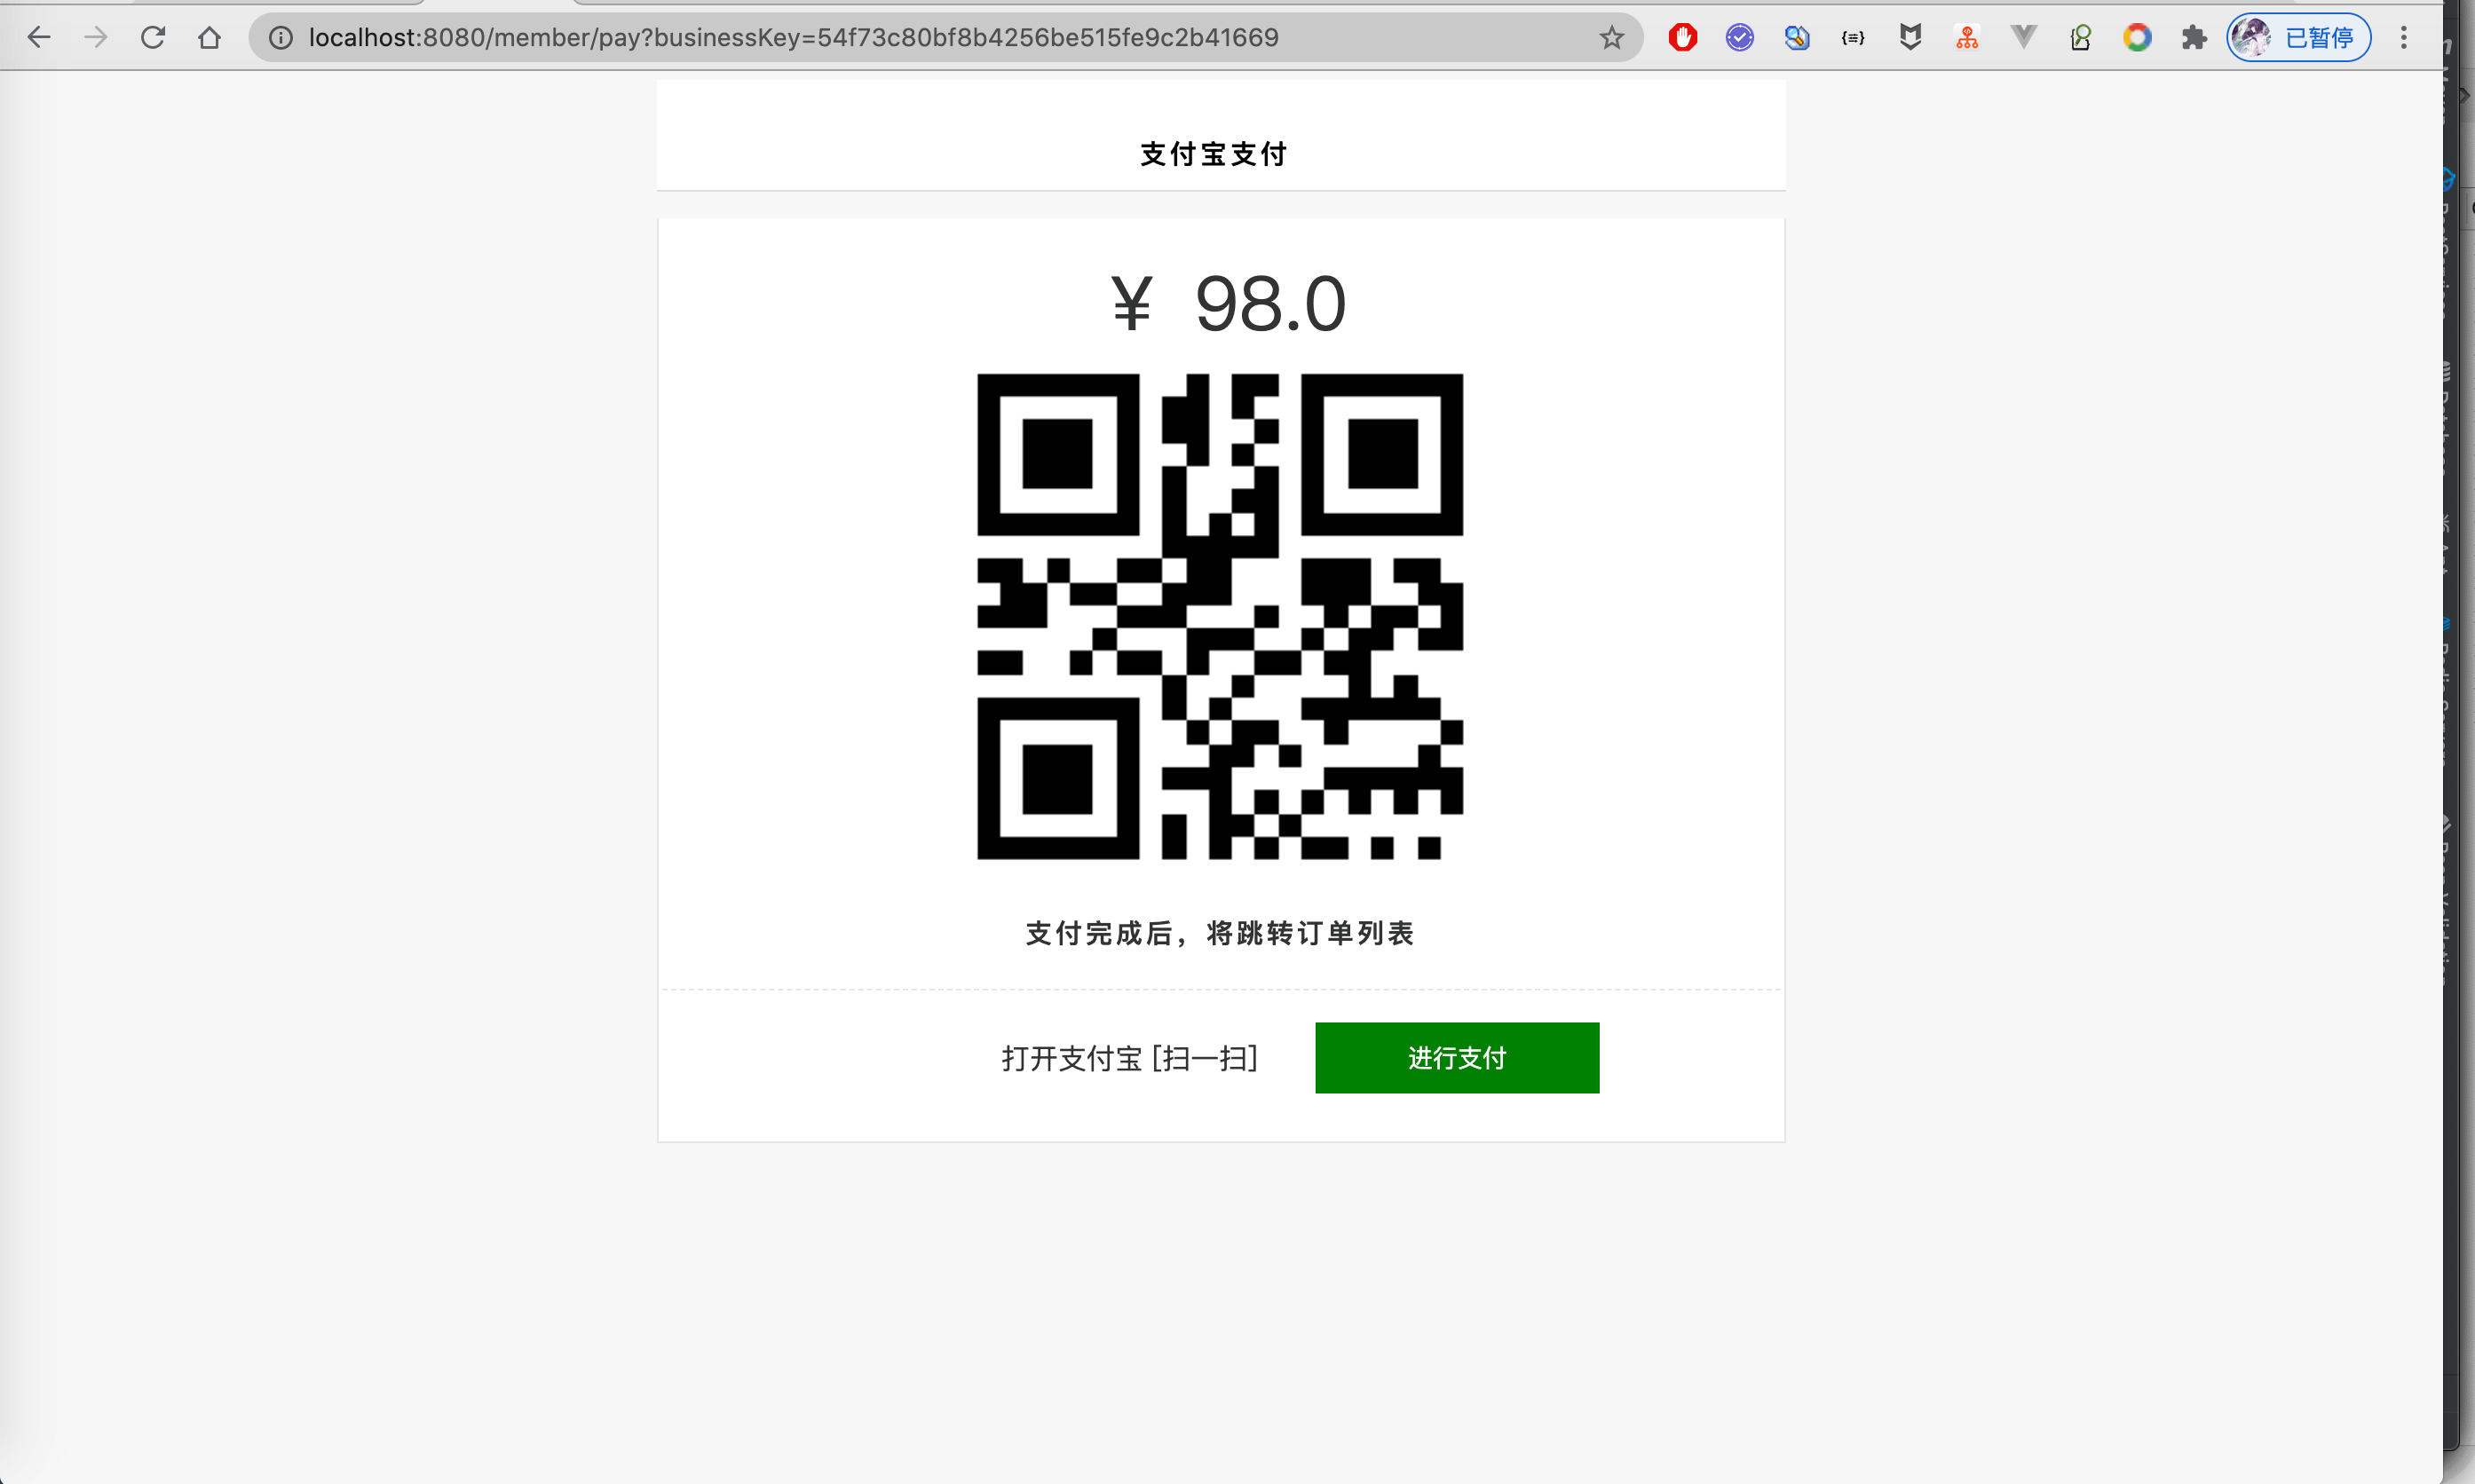 localhost:8080/member/pay?businessKey=54f73c80bf8b4256be515fe9c2b41669
已暂停
支付宝支付
¥ 98.0
支付完成后，将跳转订单列表
打开支付宝 [扫一扫]
进行支付